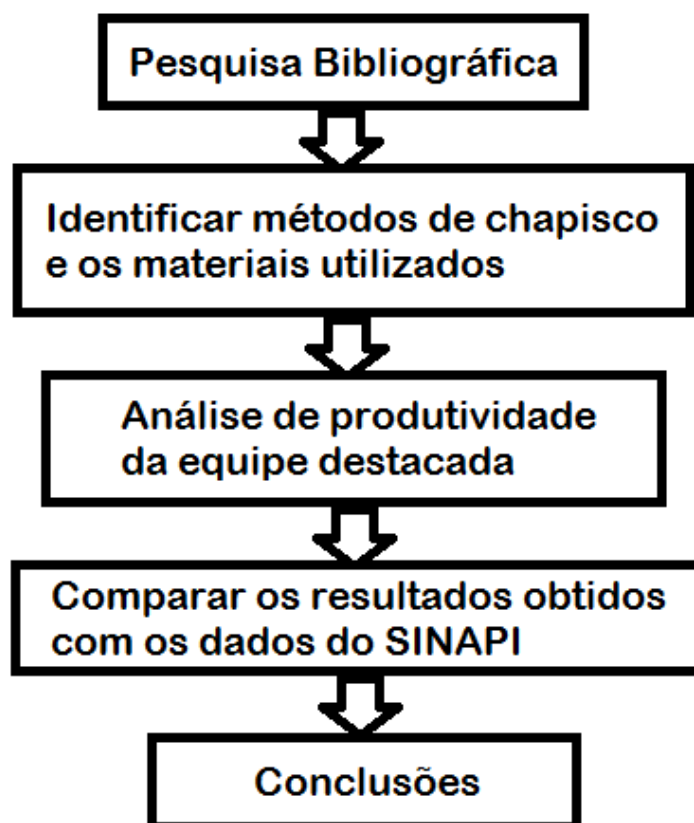 Pesquisa Bibliográfica
Identificar métodos de chapisco
e os materiais utilizados
Análise de produtividade
da equipe destacada
Comparar os resultados obtidos
com os dados do SINAPI
Conclusões